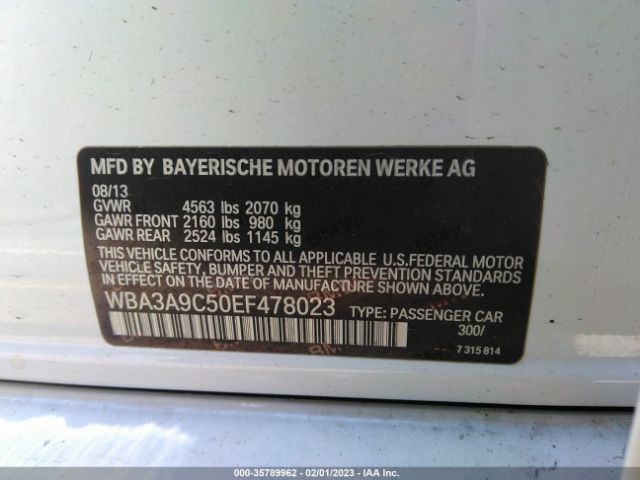 MFD BY BAYERISCHE MOTOREN WERKE AG
08/13
GVWR 4563 lbs 2070 kg
GAWR FRONT 2160 lbs 980 kg
GAWR REAR 2524 lbs 1145 kg
THIS VEHICLE CONFORMS TO ALL APPLICABLE U.S.FEDERAL MOTOR
VEHICLE SAFETY, BUMPER AND THEFT PREVENTION STANDARDS
IN EFFECT ON THE DATE OF MANUFACTURE SHOWN ABOVE.
WBA3A9C50EF478023 TYPE: PASSENGER CAR
300/
7 315 814
000-35789962 - 02/01/2023 - IAA Inc.